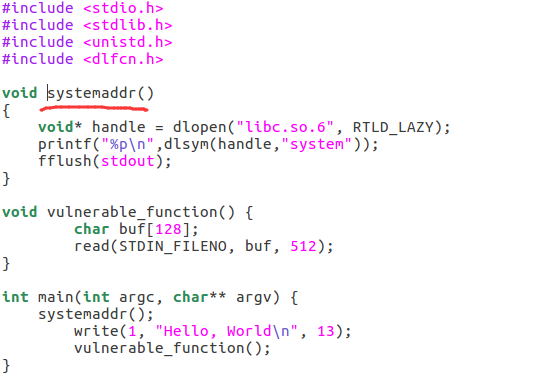 #include <stdio.h>
#include <stdlib.h>
#include <unistd.h>
#include <dlfcn.h>
void systemaddr()
{
void* handle = dlopen("libc.so.6", RTLD_LAZY);
printf("%p\n",dlsym(handle,"system"));
fflush(stdout);
}
void vulnerable_function() {
char buf[128];
read(STDIN_FILENO, buf, 512);
}
int main(int argc, char** argv) {
systemaddr();
write(1, "Hello, World\n", 13);
vulnerable_function();
}